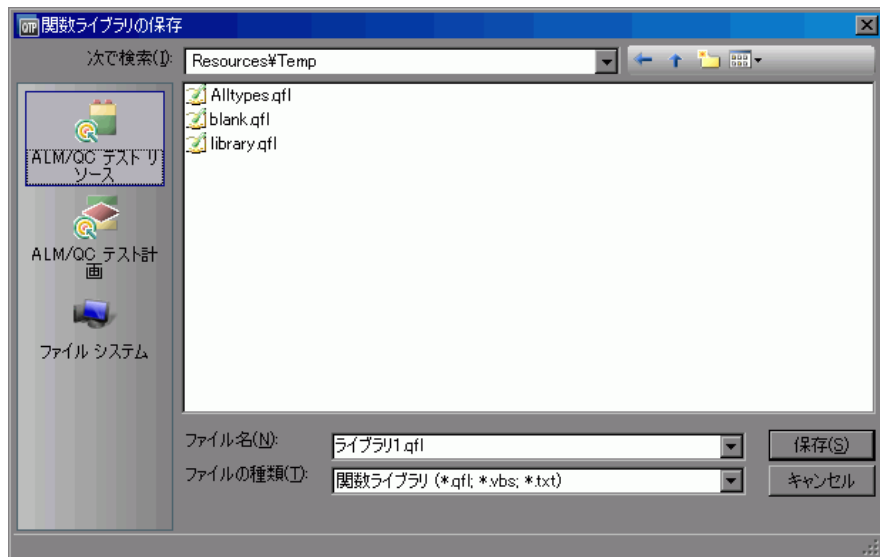 QTP 関数ライブラリの保存
次で検索(I):
Resources¥Temp
ALM/QC テスト リ
ソース
ALM/QC テスト計
画
ファイル システム
Alltypes.qfl
blank.qfl
library.qfl
ファイル名(N):
ライブラリ1.qfl
保存(S)
ファイルの種類(T):
関数ライブラリ (*.qfl; *.vbs; *.txt)
キャンセル